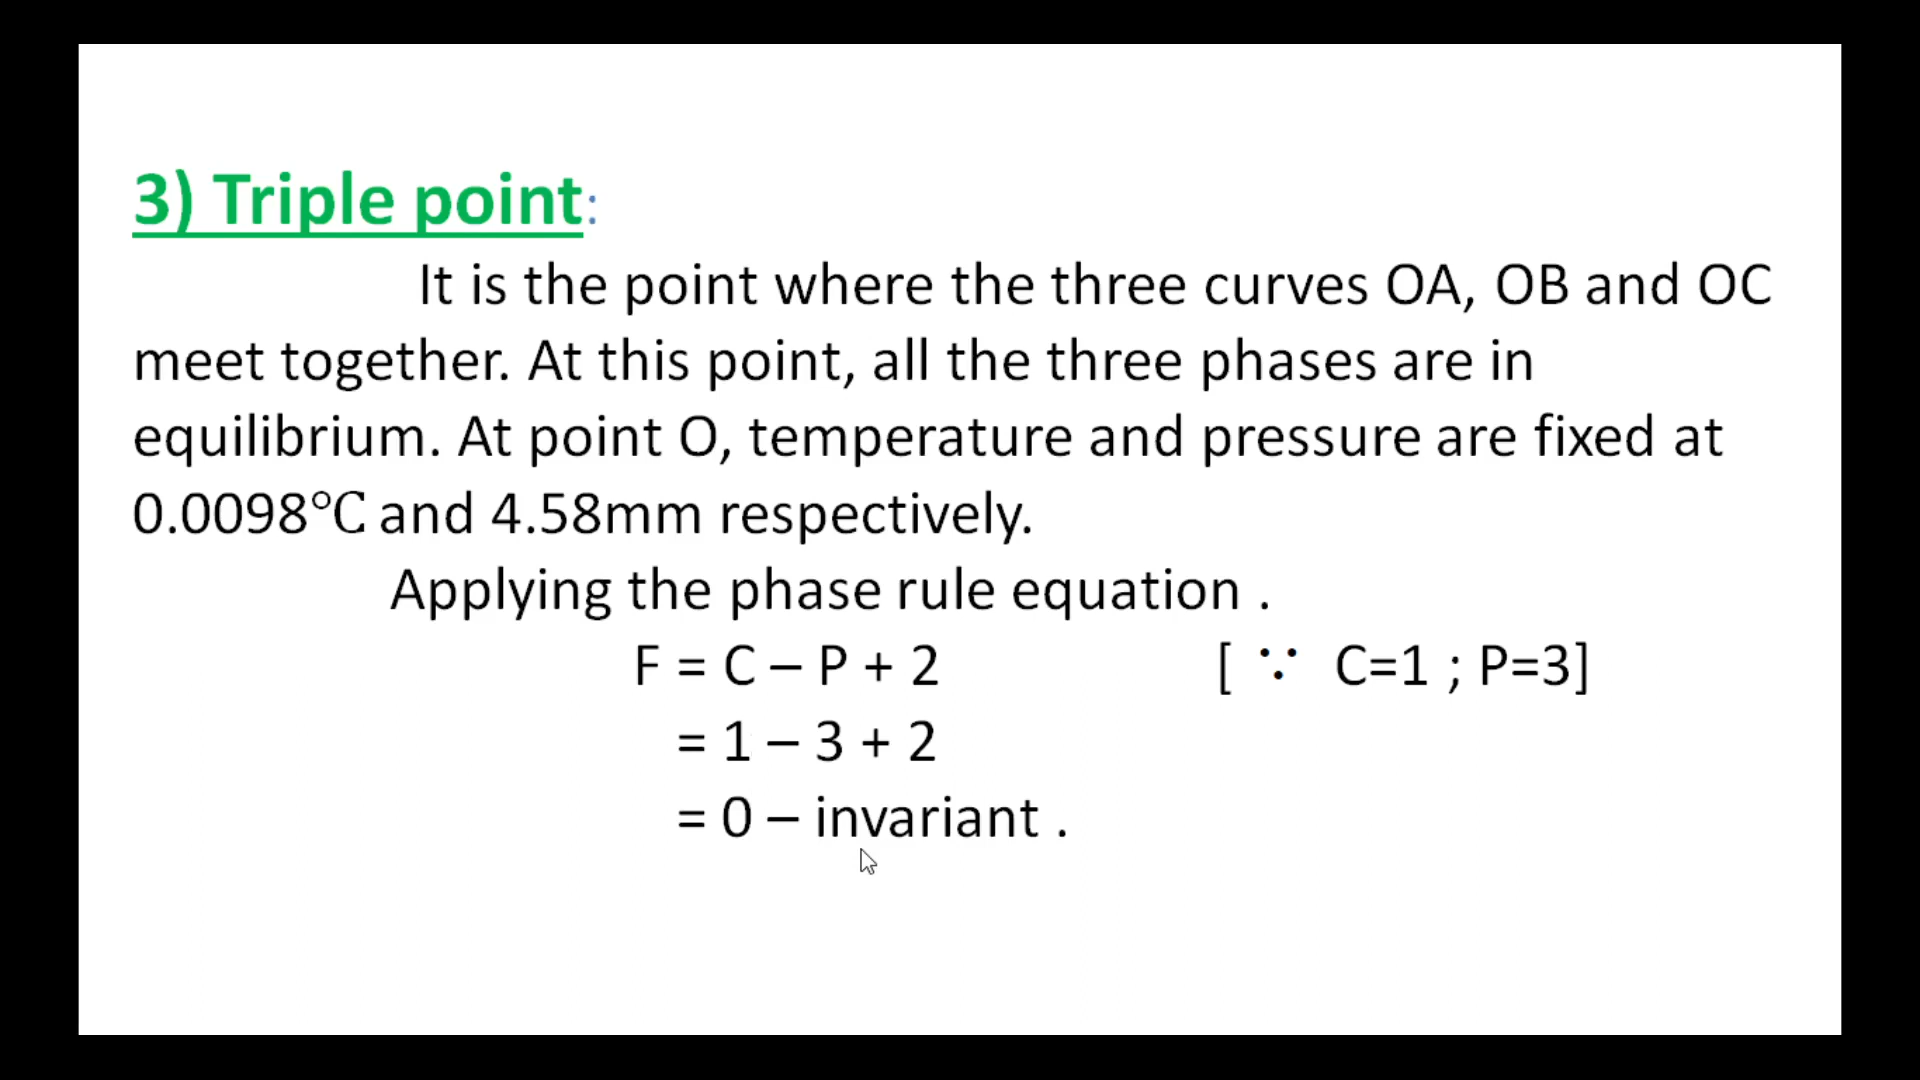 3) Triple point:
It is the point where the three curves OA, OB and OC
meet together. At this point, all the three phases are in
equilibrium. At point O, temperature and pressure are fixed at
0.0098℃ and 4.58mm respectively.
Applying the phase rule equation .
F = C – P + 2 [ ∵ C=1 ; P=3]
= 1 – 3 + 2
= 0 – invariant .